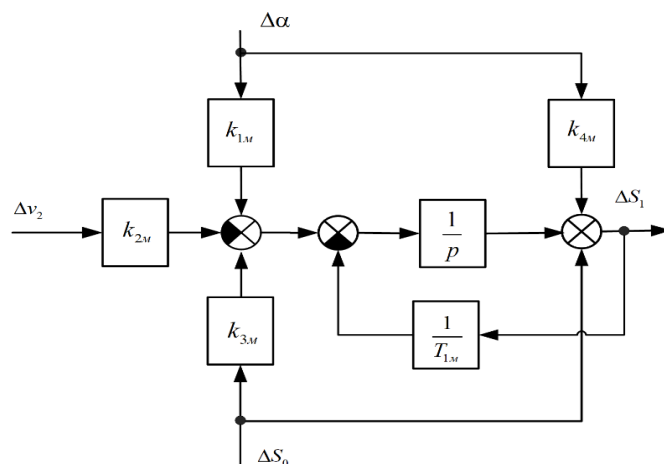 Δα
k₁м
k₄м
Δv₂
k₂м
1/p
ΔS₁
k₃м
1/T₁м
ΔS₀